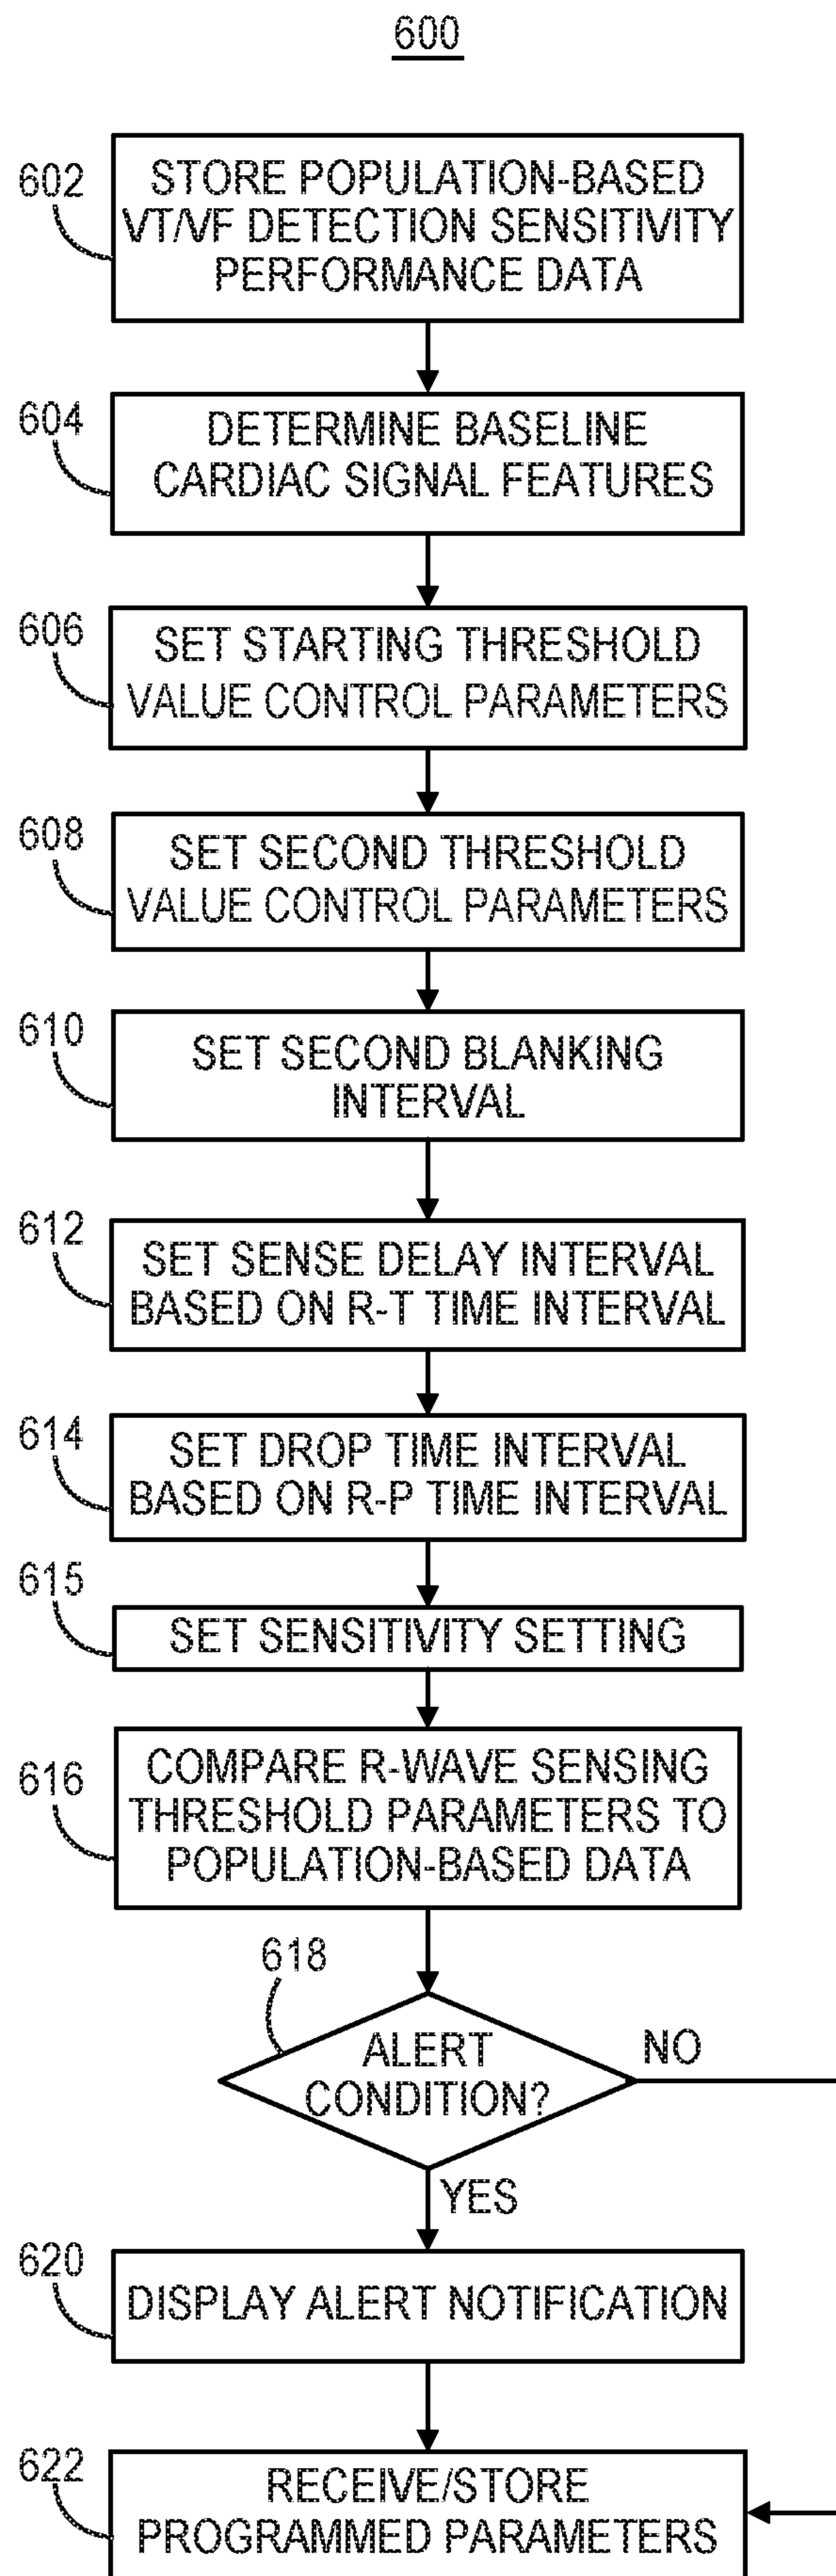 600
602
STORE POPULATION-BASED
VT/VF DETECTION SENSITIVITY
PERFORMANCE DATA
604
DETERMINE BASELINE
CARDIAC SIGNAL FEATURES
606
SET STARTING THRESHOLD
VALUE CONTROL PARAMETERS
608
SET SECOND THRESHOLD
VALUE CONTROL PARAMETERS
610
SET SECOND BLANKING
INTERVAL
612
SET SENSE DELAY INTERVAL
BASED ON R-T TIME INTERVAL
614
SET DROP TIME INTERVAL
BASED ON R-P TIME INTERVAL
615
SET SENSITIVITY SETTING
616
COMPARE R-WAVE SENSING
THRESHOLD PARAMETERS TO
POPULATION-BASED DATA
618
ALERT
CONDITION?
NO
YES
620
DISPLAY ALERT NOTIFICATION
622
RECEIVE/STORE
PROGRAMMED PARAMETERS